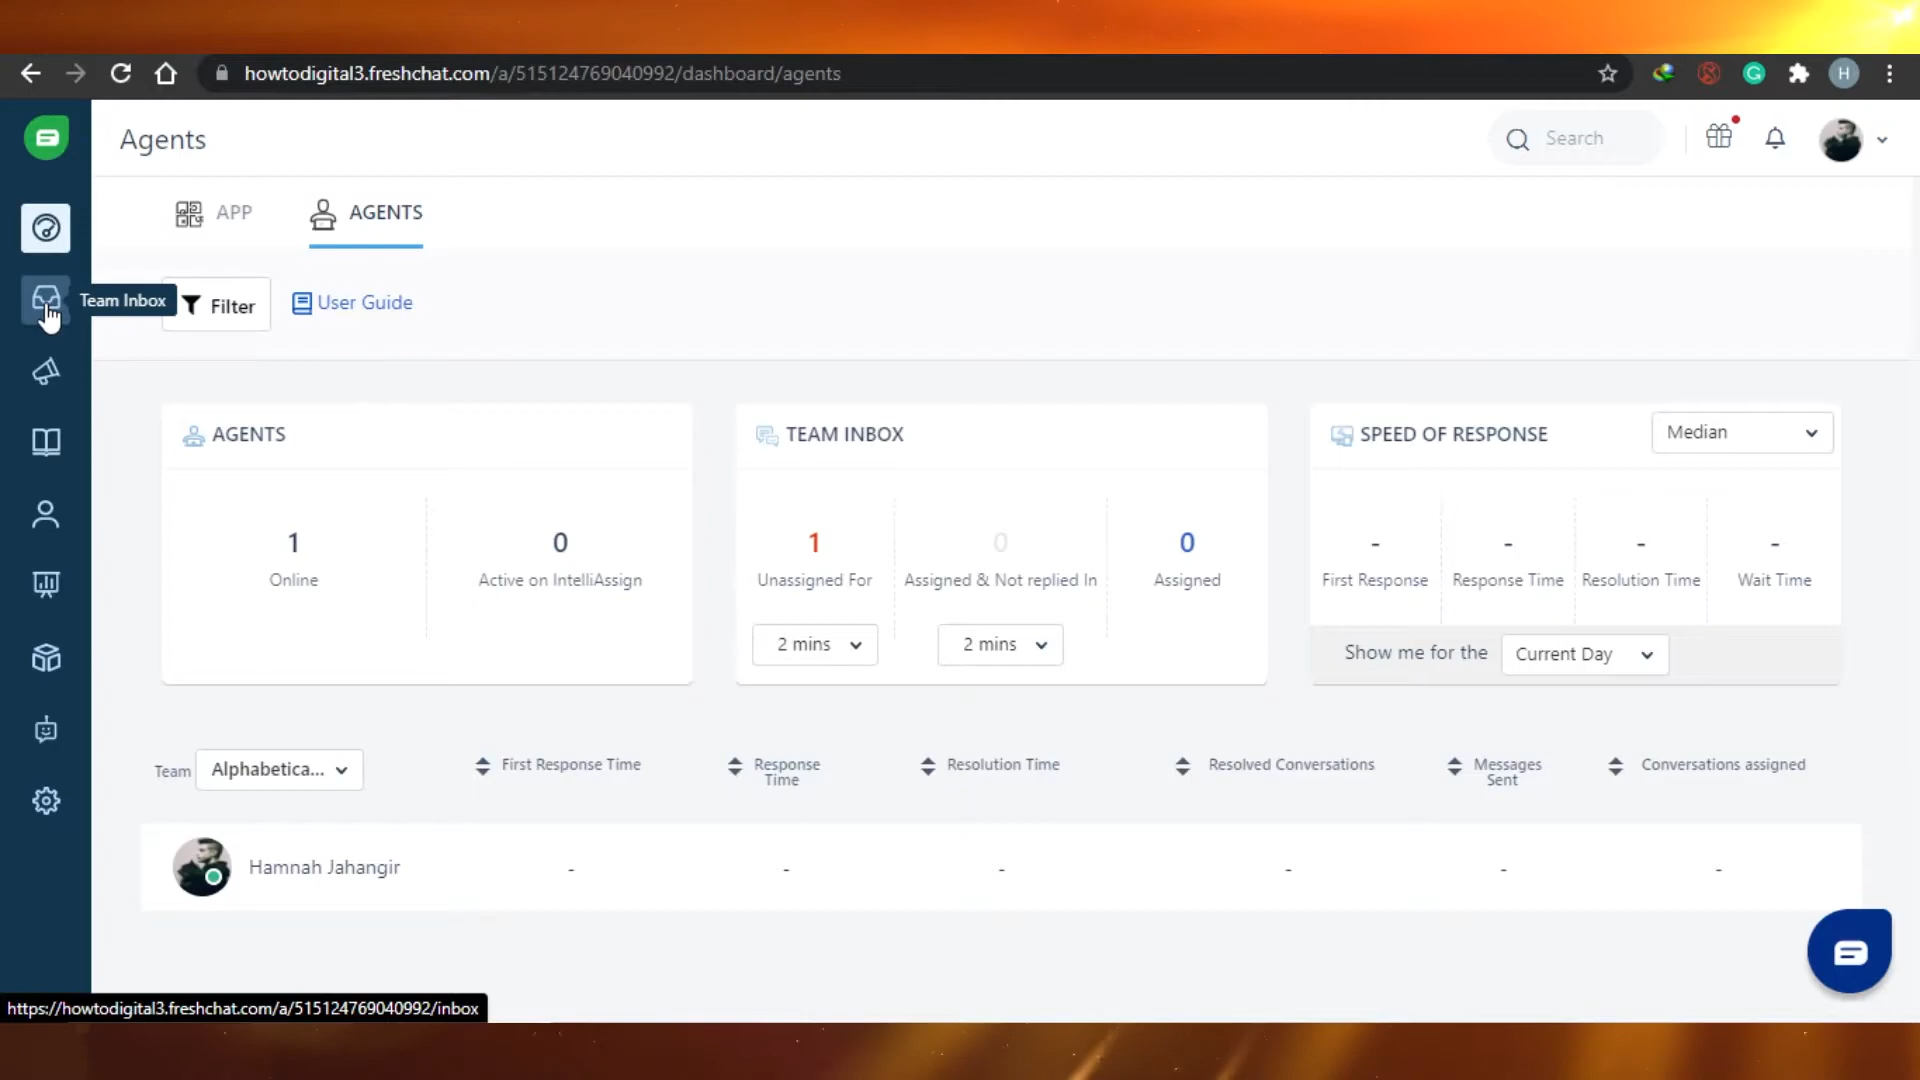 howtodigital3.freshchat.com/a/515124769040992/dashboard/agents
H
Agents
Search
APP
AGENTS
Team Inbox
Filter
User Guide
AGENTS
1
Online
0
Active on IntelliAssign
TEAM INBOX
1
Unassigned For
2 mins
0
Assigned & Not replied In
2 mins
0
Assigned
SPEED OF RESPONSE
Median
-
First Response
-
Response Time
-
Resolution Time
-
Wait Time
Show me for the
Current Day
Team
Alphabetica...
First Response Time
Response
Time
Resolution Time
Resolved Conversations
Messages
Sent
Conversations assigned
Hamnah Jahangir
-
-
-
-
-
-
https://howtodigital3.freshchat.com/a/515124769040992/inbox